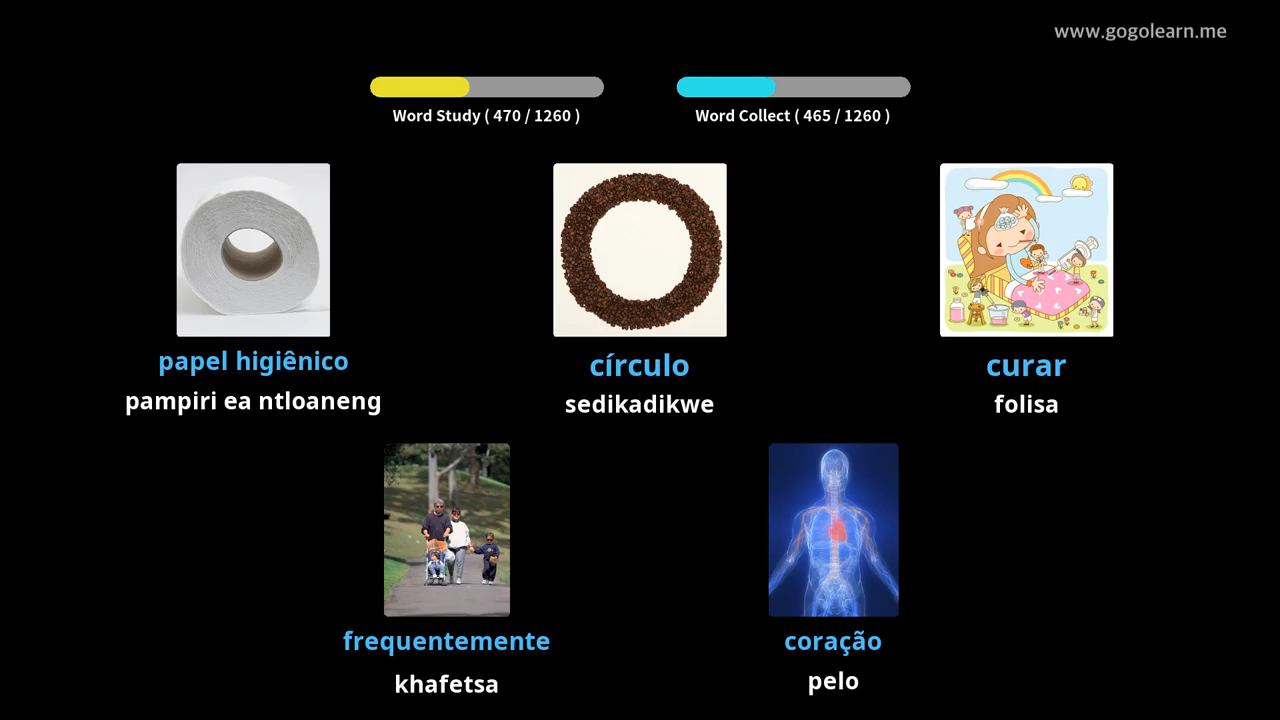 www.gogolearn.me
Word Study ( 470 / 1260 )
Word Collect ( 465 / 1260 )
papel higiênico
pampiri ea ntloaneng
círculo
sedikadikwe
curar
folisa
frequentemente
khafetsa
coração
pelo